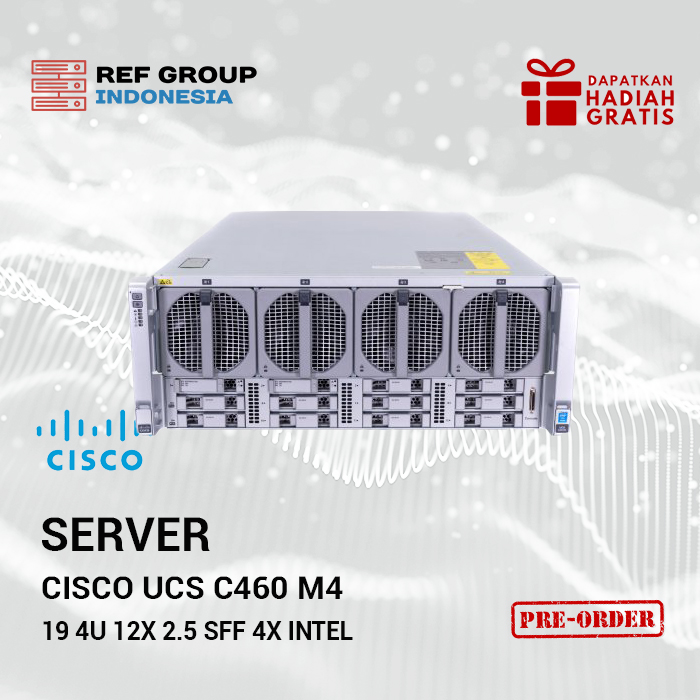 REF GROUP
INDONESIA
DAPATKAN
HADIAH
GRATIS
CISCO
SERVER
CISCO UCS C460 M4
19 4U 12X 2.5 SFF 4X INTEL
PRE-ORDER